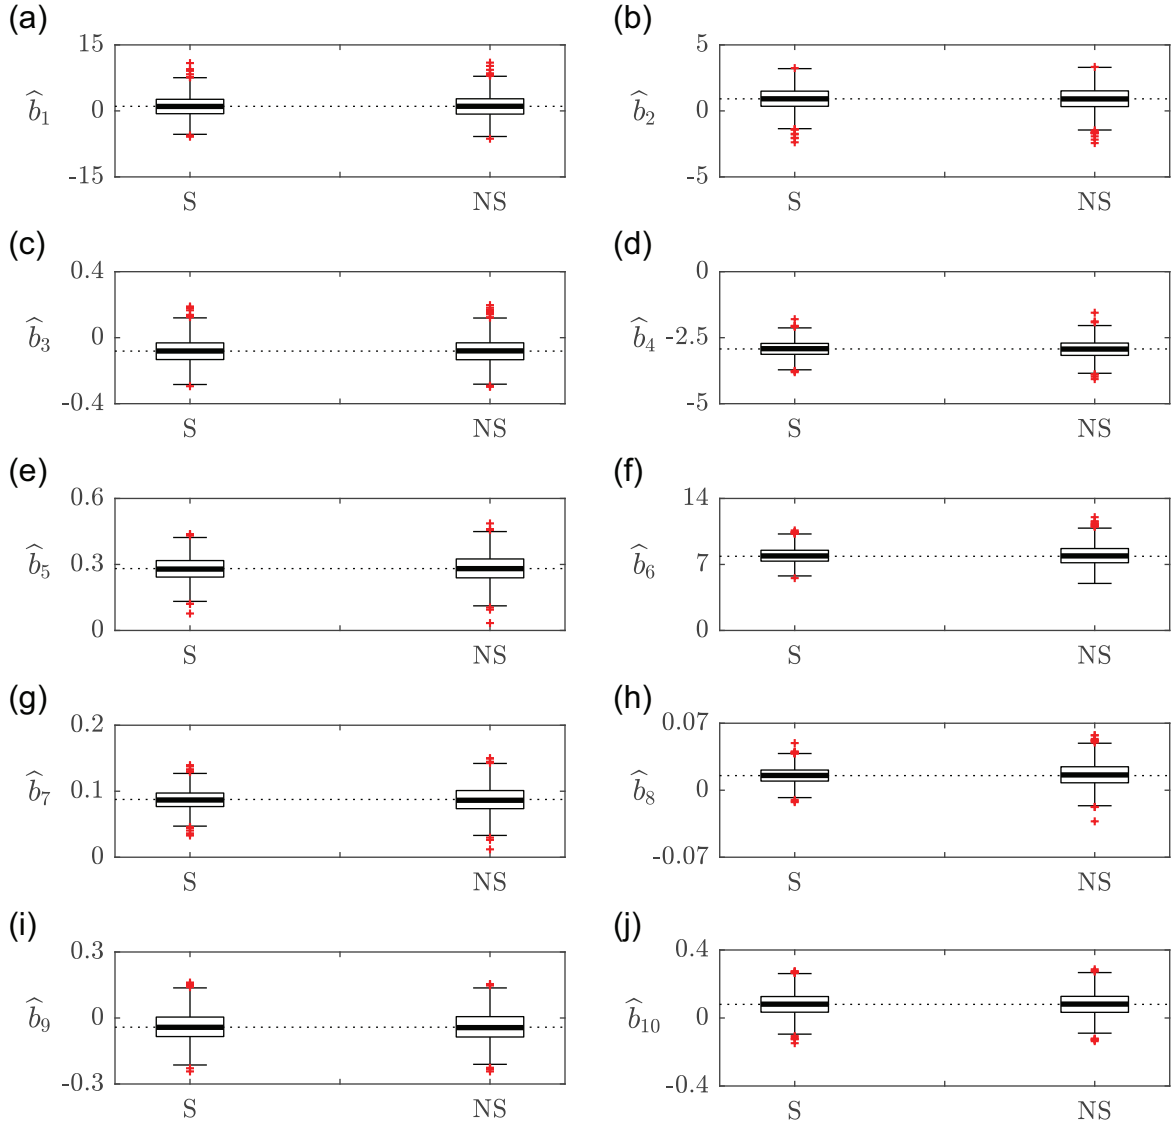 (a)
15
0
-15
b̂1
S NS
(b)
5
0
-5
b̂2
S NS
(c)
0.4
0
-0.4
b̂3
S NS
(d)
0
-2.5
-5
b̂4
S NS
(e)
0.6
0.3
0
b̂5
S NS
(f)
14
7
0
b̂6
S NS
(g)
0.2
0.1
0
b̂7
S NS
(h)
0.07
0
-0.07
b̂8
S NS
(i)
0.3
0
-0.3
b̂9
S NS
(j)
0.4
0
-0.4
b̂10
S NS